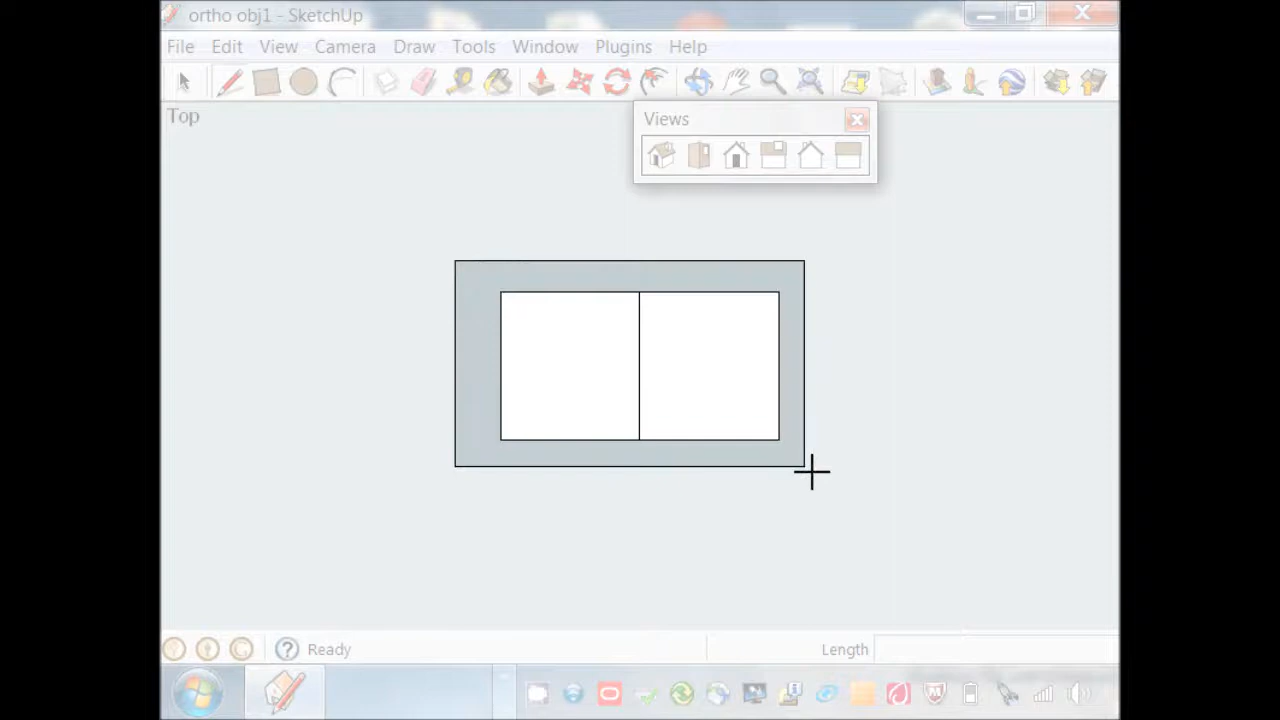 ortho obj1 - SketchUp
File Edit View Camera Draw Tools Window Plugins Help
Top
Views
Ready
Length